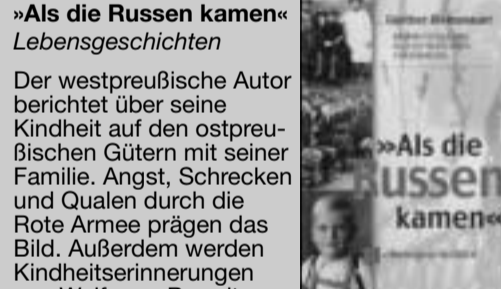 »Als die Russen kamen«
Lebensgeschichten
Der westpreußische Autor
berichtet über seine
Kindheit auf den ostpreu-
ßischen Gütern mit seiner
Familie. Angst, Schrecken
und Qualen durch die
Rote Armee prägen das
Bild. Außerdem werden
Kindheitserinnerungen
»Als die
Russen
kamen«